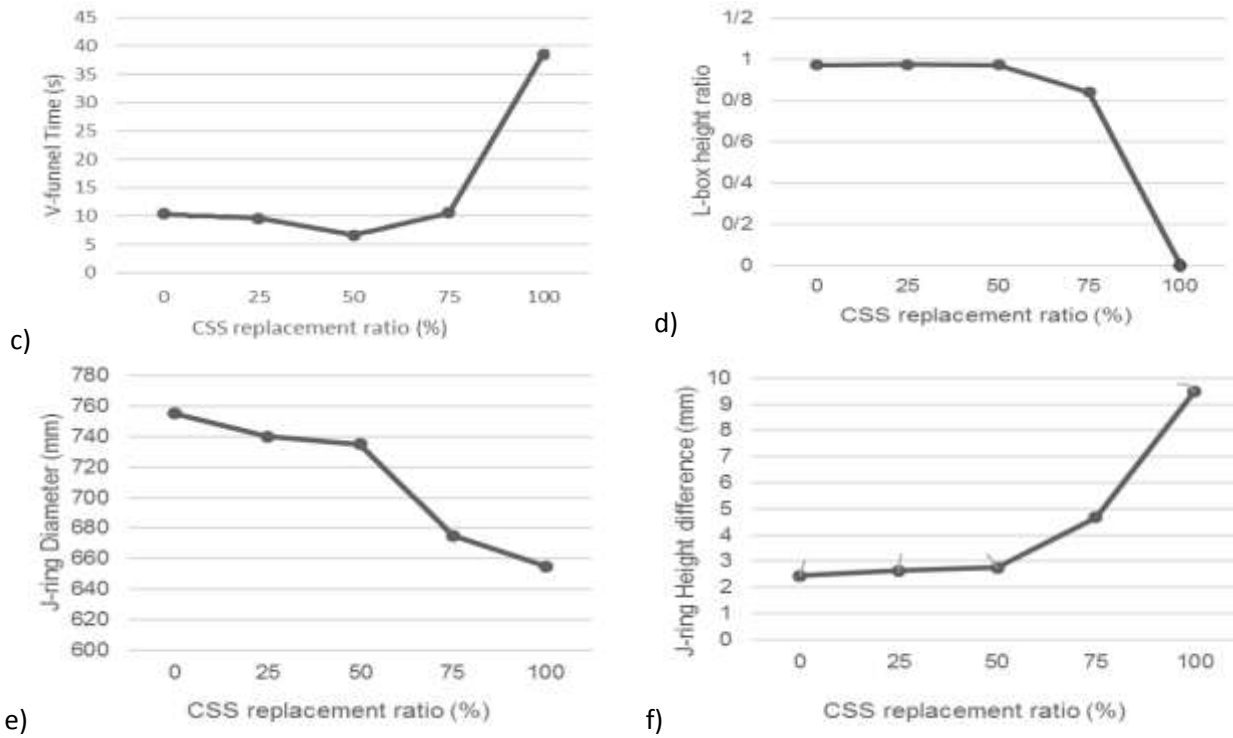 45
40
35
30
25
20
15
10
5
0
V-funnel Time (s)
0 25 50 75 100
CSS replacement ratio (%)
c)
1/2
1
0/8
0/6
0/4
0/2
0
L-box height ratio
0 25 50 75 100
CSS replacement ratio (%)
d)
780
760
740
720
700
680
660
640
620
600
J-ring Diameter (mm)
0 25 50 75 100
CSS replacement ratio (%)
e)
10
9
8
7
6
5
4
3
2
1
0
J-ring Height difference (mm)
0 25 50 75 100
CSS replacement ratio (%)
f)